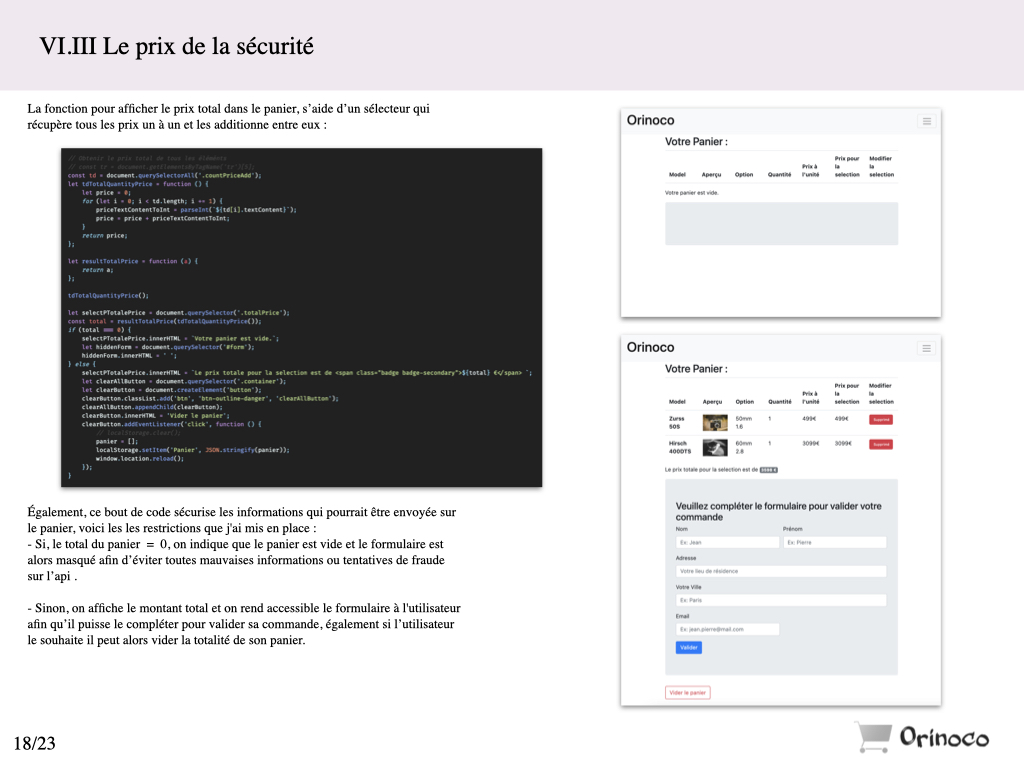 VI.III Le prix de la sécurité
La fonction pour afficher le prix total dans le panier, s’aide d’un sélecteur qui
récupère tous les prix un à un et les additionne entre eux :
// Obtenir le prix total de tous les éléments
const td = document.querySelectorAll('.countPriceAdd');
let tdTotalQuantityPrice = function () {
let price = 0;
for (let i = 0; i < td.length; i += 1) {
priceTextContentToInt = parseInt(`${td[i].textContent}`);
price = price + priceTextContentToInt;
}
return price;
};
let resultTotalPrice = function (a) {
return a;
};
tdTotalQuantityPrice();
let selectPTotalePrice = document.querySelector('.totalPrice');
const total = resultTotalPrice(tdTotalQuantityPrice());
if (total === 0) {
selectPTotalePrice.innerHTML = `Votre panier est vide.`;
let hiddenForm = document.querySelector('#form');
hiddenForm.innerHTML = ' ';
} else {
selectPTotalePrice.innerHTML = `Le prix totale pour la selection est de <span class="badge badge-secondary">${total} €</span> `;
let clearAllButton = document.querySelector('.container');
let clearButton = document.createElement('button');
clearButton.classList.add('btn', 'btn-outline-danger', 'clearAllButton');
clearAllButton.appendChild(clearButton);
clearButton.innerHTML = 'Vider le panier';
clearButton.addEventListener('click', function () {
// localStorage.clear();
panier = [];
localStorage.setItem('Panier', JSON.stringify(panier));
window.location.reload();
});
}
Également, ce bout de code sécurise les informations qui pourrait être envoyée sur
le panier, voici les les restrictions que j'ai mis en place :
- Si, le total du panier = 0, on indique que le panier est vide et le formulaire est
alors masqué afin d’éviter toutes mauvaises informations ou tentatives de fraude
sur l’api .
- Sinon, on affiche le montant total et on rend accessible le formulaire à l'utilisateur
afin qu’il puisse le compléter pour valider sa commande, également si l’utilisateur
le souhaite il peut alors vider la totalité de son panier.
Orinoco
Votre Panier :
Model Aperçu Option Quantité Prix à l'unité Prix pour la selection Modifier la selection
Votre panier est vide.
Orinoco
Votre Panier :
Model Aperçu Option Quantité Prix à l'unité Prix pour la selection Modifier la selection
Zurss 50S 50mm 1.6 1 499€ 499€ Supprimé
Hirsch 400DTS 60mm 2.8 1 3099€ 3099€ Supprimé
Le prix totale pour la selection est de
Veuillez compléter le formulaire pour valider votre
commande
Nom Prénom
Ex: Jean Ex: Pierre
Adresse
Votre lieu de résidence
Votre Ville
Ex: Paris
Email
Ex: jean.pierre@mail.com
Valider
Vider le panier
18/23
Orinoco